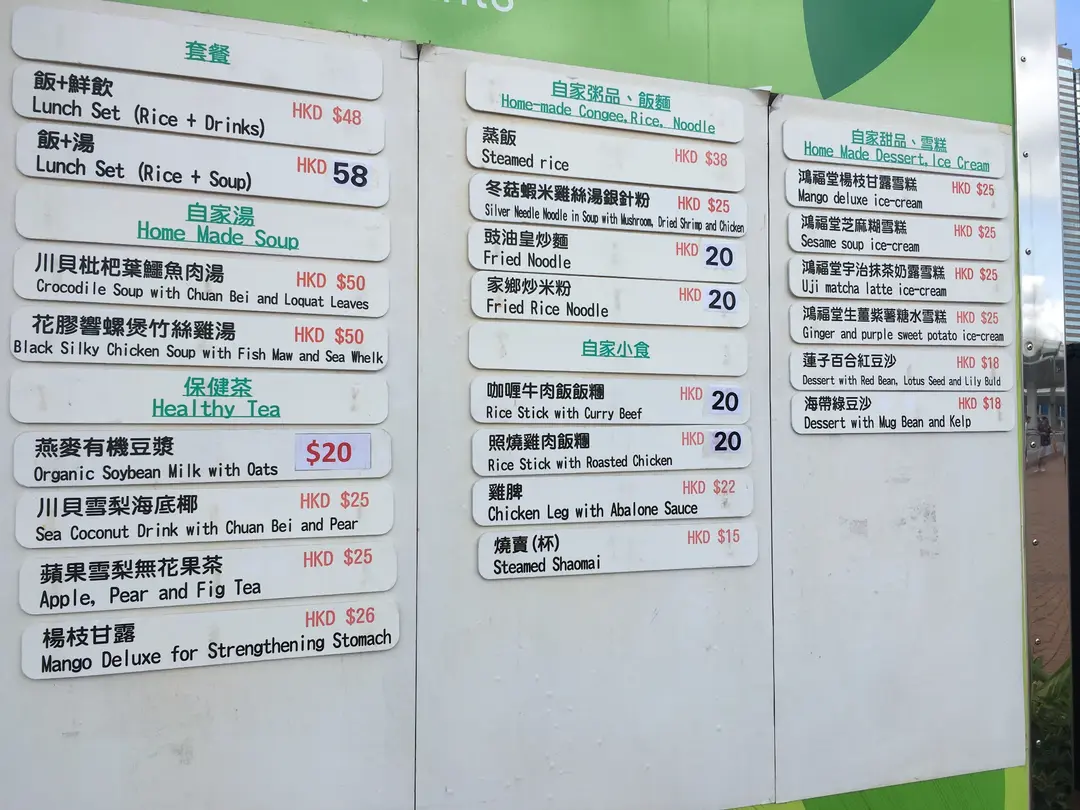 套餐
飯+鮮飲
HKD $48
Lunch Set (Rice + Drinks)
飯+湯
HKD 58
Lunch Set (Rice + Soup)
自家湯
Home Made Soup
川貝枇杷葉鱷魚肉湯
HKD $50
Crocodile Soup with Chuan Bei and Loquat Leaves
花膠響螺煲竹絲雞湯
HKD $50
Black Silky Chicken Soup with Fish Maw and Sea Whelk
保健茶
Healthy Tea
燕麥有機豆漿
$20
Organic Soybean Milk with Oats
川貝雪梨海底椰
HKD $25
Sea Coconut Drink with Chuan Bei and Pear
蘋果雪梨無花果茶
HKD $25
Apple, Pear and Fig Tea
楊枝甘露
HKD $26
Mango Deluxe for Strengthening Stomach
自家粥品、飯麵
Home-made Congee,Rice, Noodle
蒸飯
HKD $38
Steamed rice
冬菇蝦米雞絲湯銀針粉
HKD $25
Silver Needle Noodle in Soup with Mushroom, Dried Shrimp and Chicken
豉油皇炒麵
HKD 20
Fried Noodle
家鄉炒米粉
HKD 20
Fried Rice Noodle
自家小食
咖喱牛肉飯飯糰
HKD 20
Rice Stick with Curry Beef
照燒雞肉飯糰
HKD 20
Rice Stick with Roasted Chicken
雞脾
HKD $22
Chicken Leg with Abalone Sauce
燒賣(杯)
HKD $15
Steamed Shaomai
自家甜品、雪糕
Home Made Dessert,Ice Cream
鴻福堂楊枝甘露雪糕
HKD $25
Mango deluxe ice-cream
鴻福堂芝麻糊雪糕
HKD $25
Sesame soup ice-cream
鴻福堂宇治抹茶奶露雪糕
HKD $25
Uji matcha latte ice-cream
鴻福堂生薑紫薯糖水雪糕
HKD $25
Ginger and purple sweet potato ice-cream
蓮子百合紅豆沙
HKD $18
Dessert with Red Bean, Lotus Seed and Lily Buld
海帶綠豆沙
HKD $18
Dessert with Mug Bean and Kelp